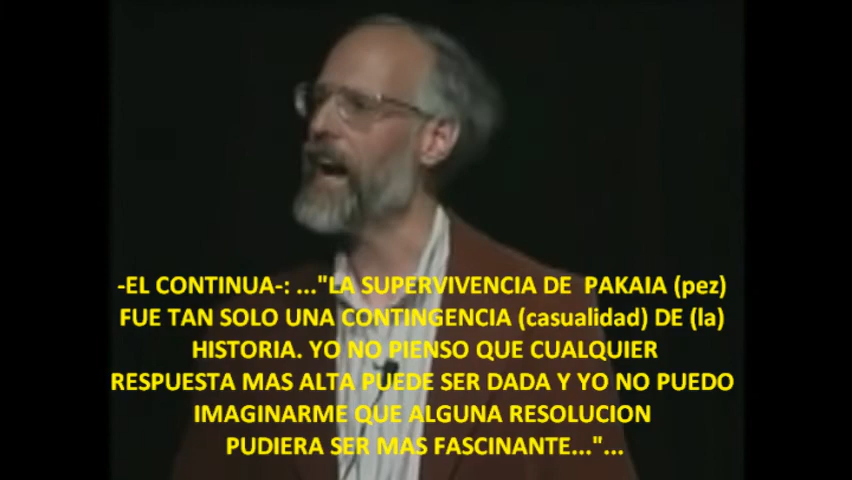 -EL CONTINUA-: ..."LA SUPERVIVENCIA DE PAKAIA (pez)
FUE TAN SOLO UNA CONTINGENCIA (casualidad) DE (la)
HISTORIA. YO NO PIENSO QUE CUALQUIER
RESPUESTA MAS ALTA PUEDE SER DADA Y YO NO PUEDO
IMAGINARME QUE ALGUNA RESOLUCION
PUDIERA SER MAS FASCINANTE..."...